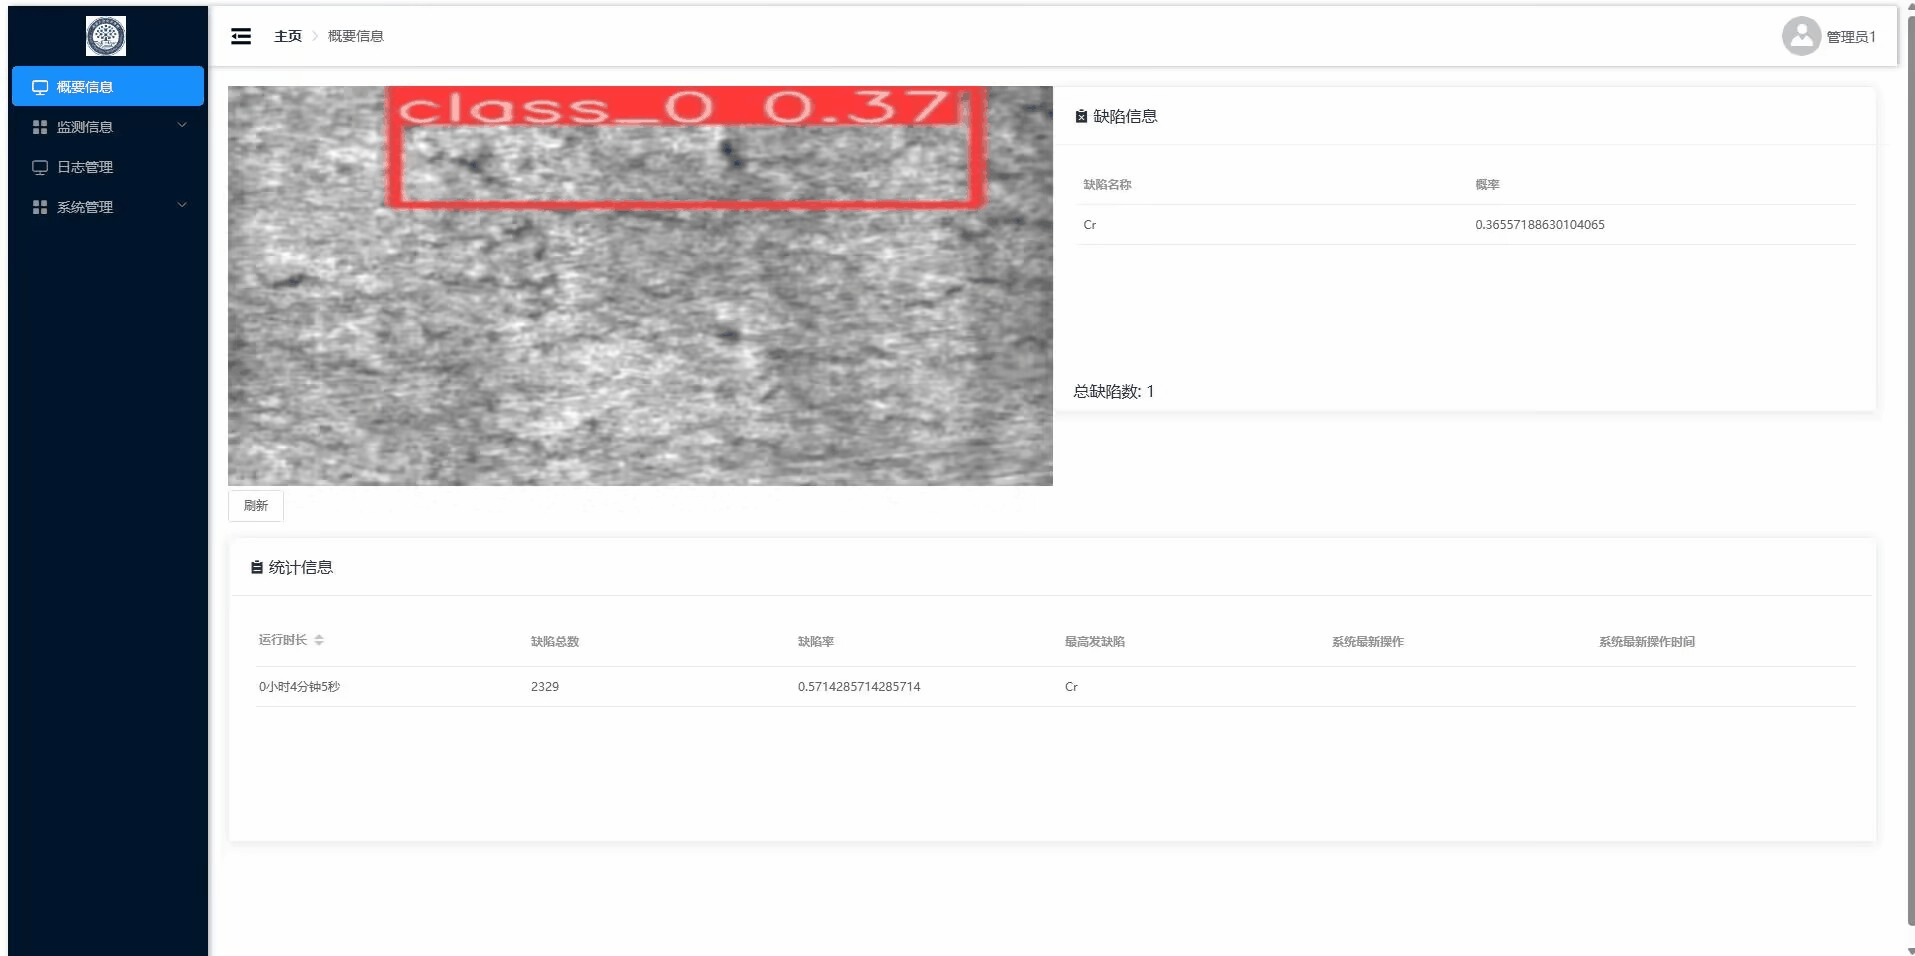 主页 > 概要信息
管理员1
概要信息
监测信息
日志管理
系统管理
class_0 0.37
刷新
缺陷信息
缺陷名称 概率
Cr 0.36557188630104065
总缺陷数: 1
统计信息
运行时长 缺陷总数 缺陷率 最高发缺陷 系统最新操作 系统最新操作时间
0小时4分钟5秒 2329 0.5714285714285714 Cr